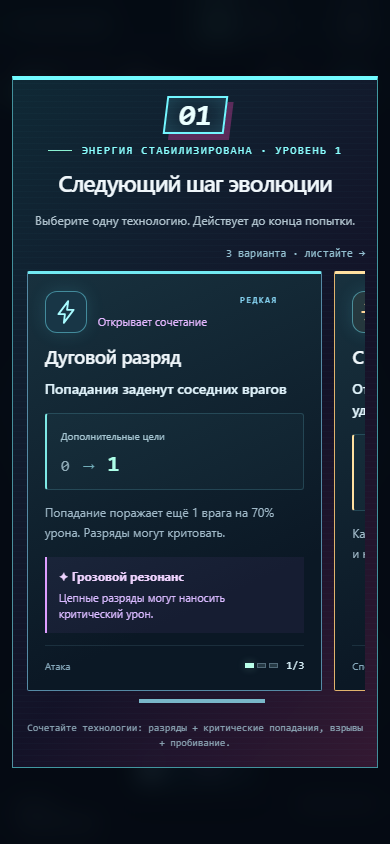 01
ЭНЕРГИЯ СТАБИЛИЗИРОВАНА · УРОВЕНЬ 1
Следующий шаг эволюции
Выберите одну технологию. Действует до конца попытки.
3 варианта · листайте →
РЕДКАЯ
Открывает сочетание
Дуговой разряд
Попадания заденут соседних врагов
Дополнительные цели
0 → 1
Попадание поражает ещё 1 врага на 70%
урона. Разряды могут критовать.
✦ Грозовой резонанс
Цепные разряды могут наносить
критический урон.
Атака
1/3
Сочетайте технологии: разряды + критические попадания, взрывы
+ пробивание.